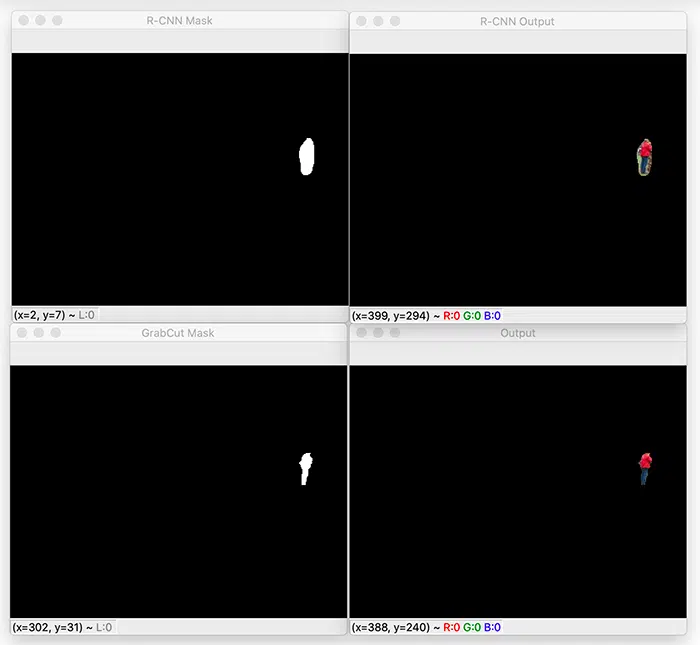 R-CNN Mask
R-CNN Output
(x=2, y=7) ~ L:0
(x=399, y=294) ~ R:0 G:0 B:0
GrabCut Mask
Output
(x=302, y=31) ~ L:0
(x=388, y=240) ~ R:0 G:0 B:0